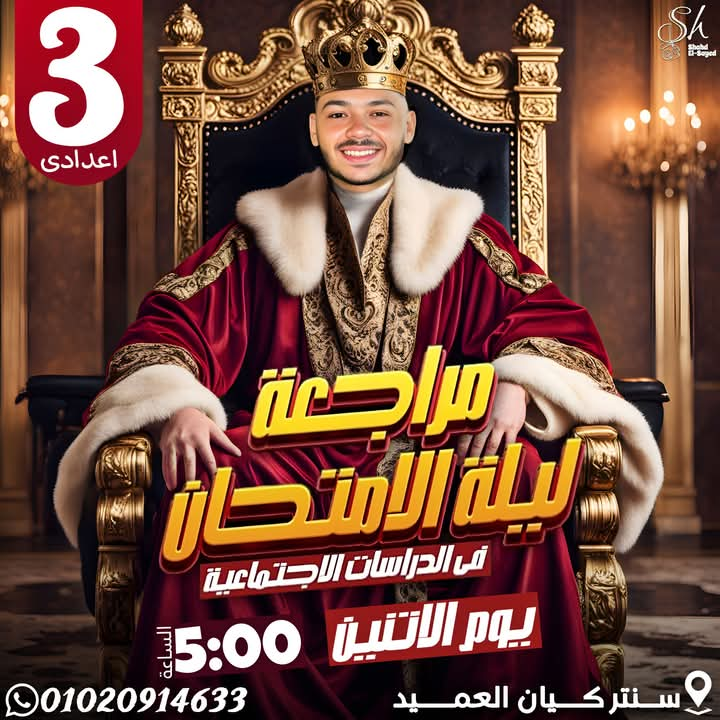 3
اعدادى
Sh
Shahd
El-Sayed
مراجعة
ليلة الامتحان
فى الدراسات الاجتماعية
يوم الاتنين
الساعة 5:00
سنتر كيان العميد
01020914633